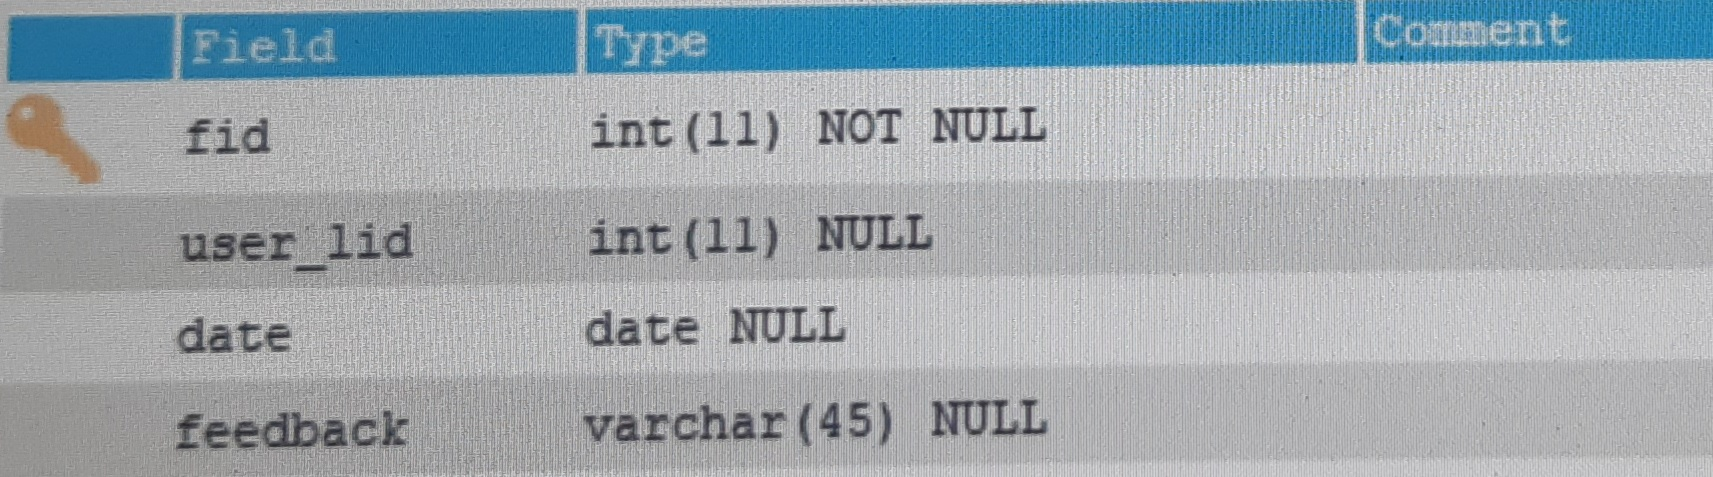 Field Type Comment
fid int(11) NOT NULL
user_lid int(11) NULL
date date NULL
feedback varchar(45) NULL